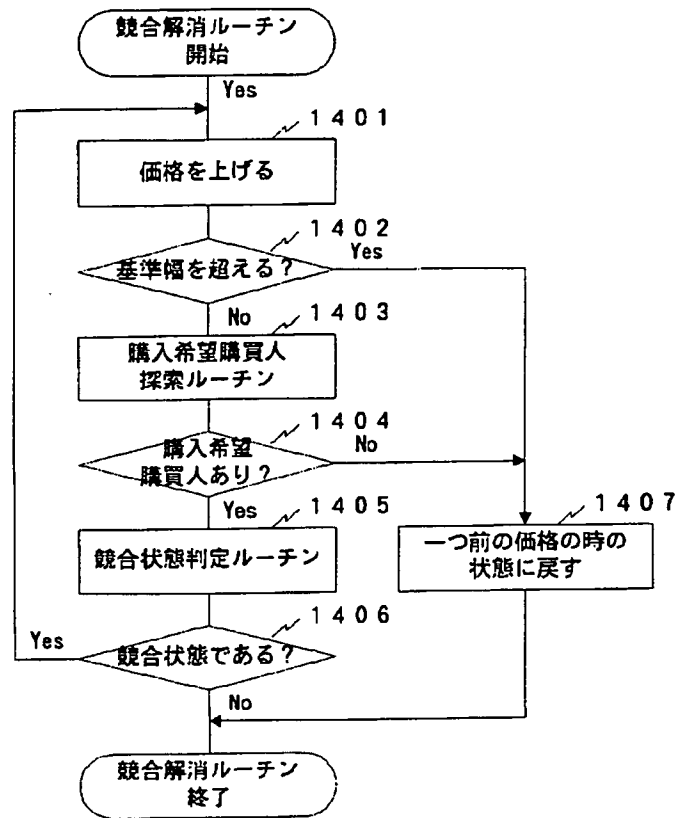 競合解消ルーチン
開始
Yes
1401
価格を上げる
1402
基準幅を超える?
Yes
No
1403
購入希望購買人
探索ルーチン
1404
購入希望
購買人あり?
No
Yes
1405
競合状態判定ルーチン
1407
一つ前の価格の時の
状態に戻す
1406
競合状態である?
Yes
No
競合解消ルーチン
終了